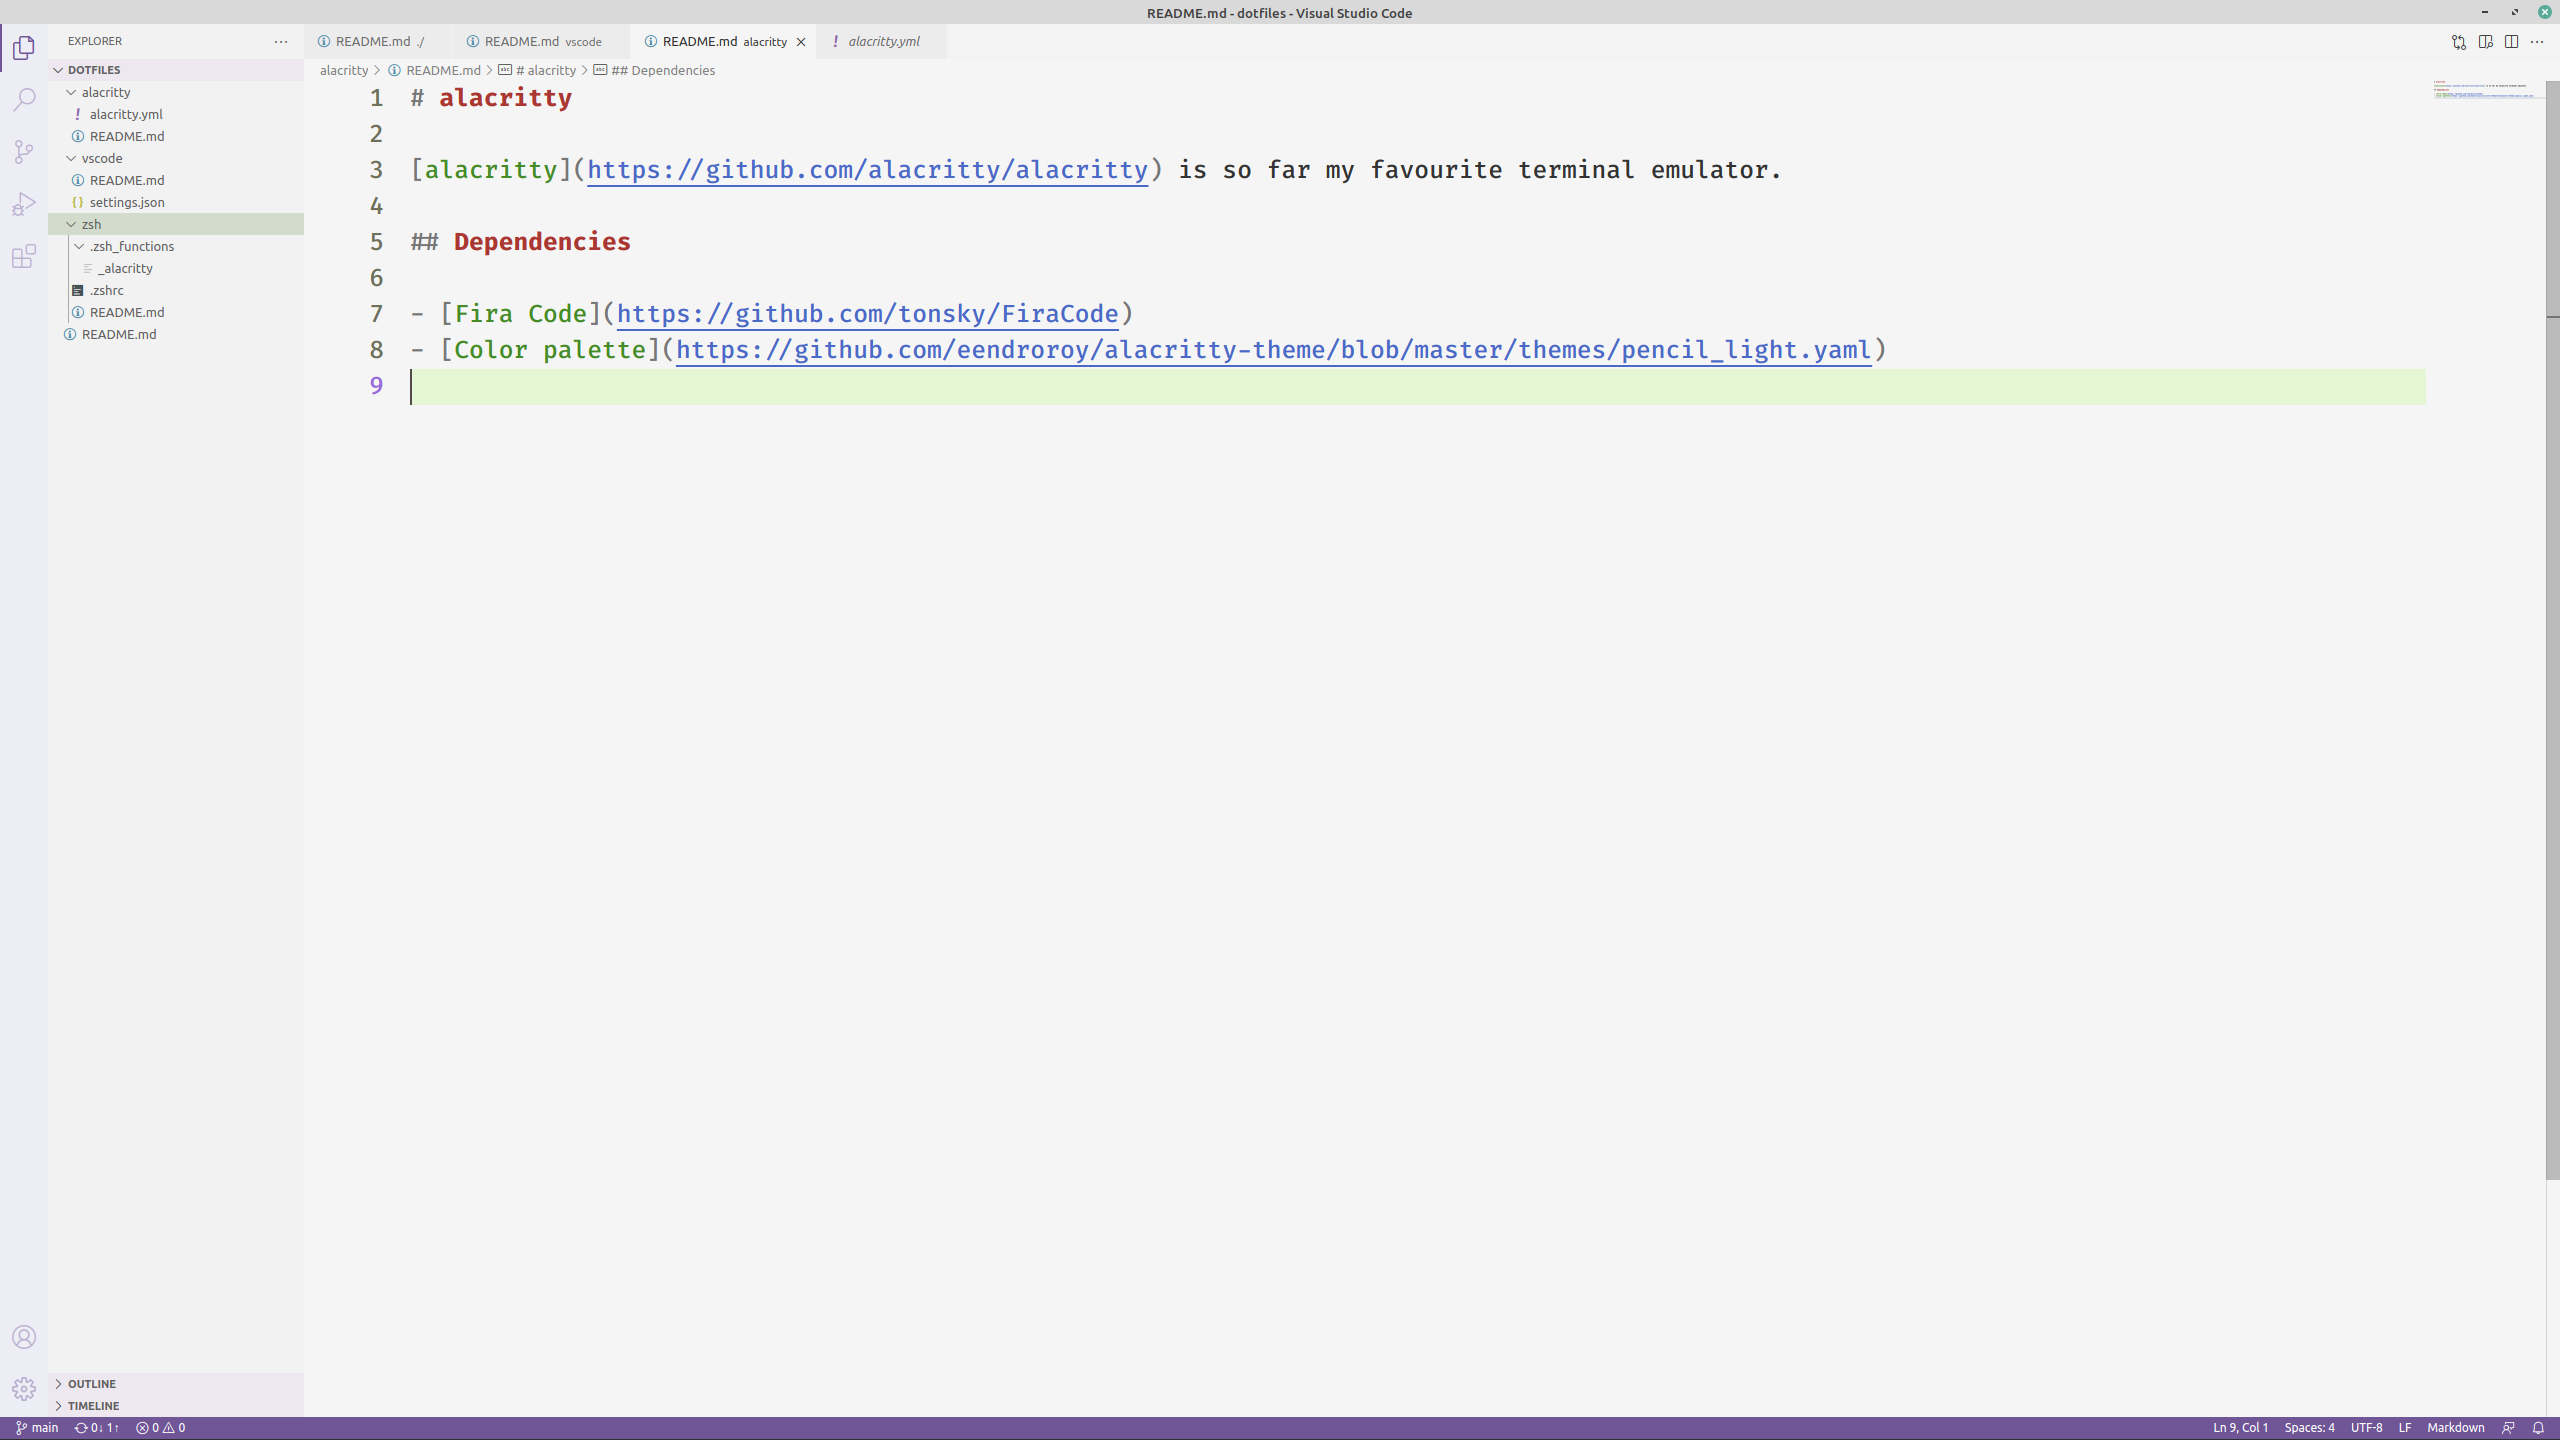 README.md - dotfiles - Visual Studio Code
EXPLORER
README.md ./
README.md vscode
README.md alacritty
alacritty.yml
DOTFILES
alacritty
alacritty.yml
README.md
vscode
README.md
settings.json
zsh
.zsh_functions
_alacritty
.zshrc
README.md
README.md
alacritty > README.md > # alacritty > ## Dependencies
1 # alacritty
2
3 [alacritty](https://github.com/alacritty/alacritty) is so far my favourite terminal emulator.
4
5 ## Dependencies
6
7 - [Fira Code](https://github.com/tonsky/FiraCode)
8 - [Color palette](https://github.com/eendroroy/alacritty-theme/blob/master/themes/pencil_light.yaml)
9
OUTLINE
TIMELINE
main 0↓ 1↑ 0 0
Ln 9, Col 1 Spaces: 4 UTF-8 LF Markdown